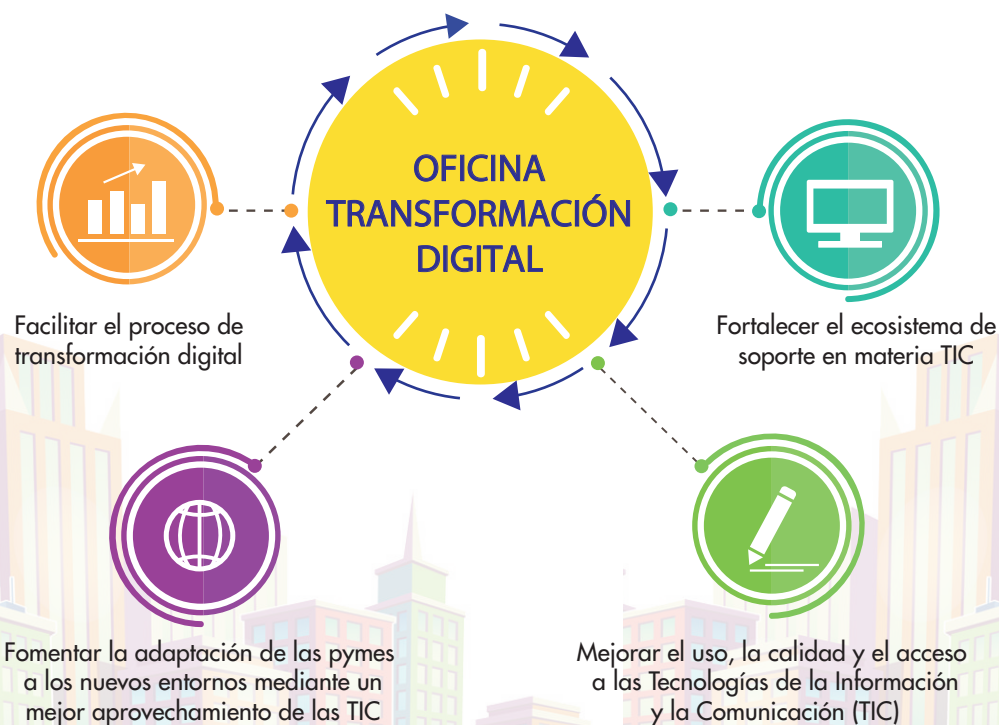 OFICINA
TRANSFORMACIÓN
DIGITAL
Facilitar el proceso de
transformación digital
Fortalecer el ecosistema de
soporte en materia TIC
Fomentar la adaptación de las pymes
a los nuevos entornos mediante un
mejor aprovechamiento de las TIC
Mejorar el uso, la calidad y el acceso
a las Tecnologías de la Información
y la Comunicación (TIC)